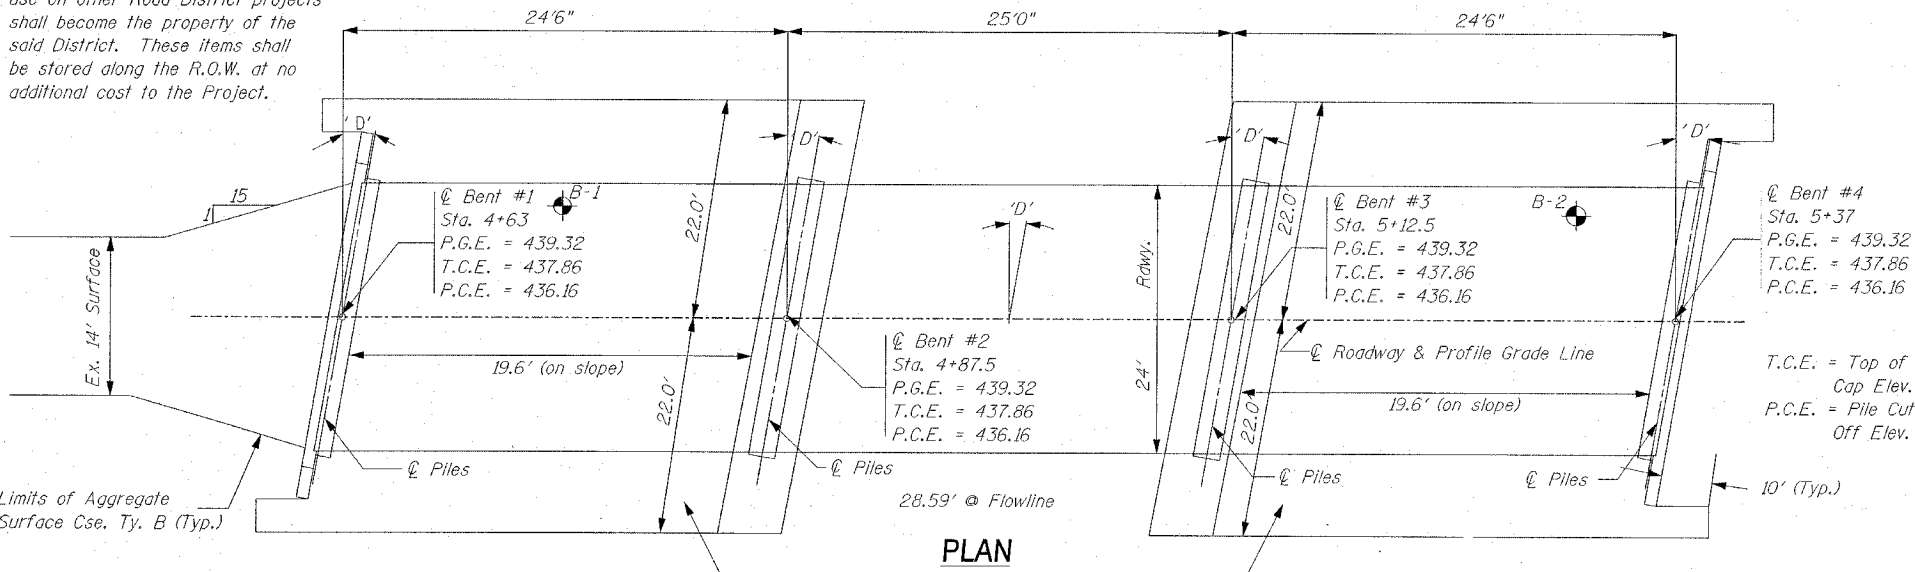 use on other Road District projects
shall become the property of the
said District. These items shall
be stored along the R.O.W. at no
additional cost to the Project.
24'6"
25'0"
24'6"
'D'
'D'
'D'
'D'
'D'
15
1
B-1
B-2
℄ Bent #1
Sta. 4+63
P.G.E. = 439.32
T.C.E. = 437.86
P.C.E. = 436.16
22.0'
22.0'
℄ Bent #3
Sta. 5+12.5
P.G.E. = 439.32
T.C.E. = 437.86
P.C.E. = 436.16
℄ Bent #4
Sta. 5+37
P.G.E. = 439.32
T.C.E. = 437.86
P.C.E. = 436.16
Ex. 14' Surface
Rdwy.
24'
19.6' (on slope)
22.0'
℄ Bent #2
Sta. 4+87.5
P.G.E. = 439.32
T.C.E. = 437.86
P.C.E. = 436.16
℄ Roadway & Profile Grade Line
19.6' (on slope)
22.0'
T.C.E. = Top of
Cap Elev.
P.C.E. = Pile Cut
Off Elev.
℄ Piles
℄ Piles
℄ Piles
℄ Piles
10' (Typ.)
Limits of Aggregate
Surface Cse. Ty. B (Typ.)
28.59' @ Flowline
PLAN